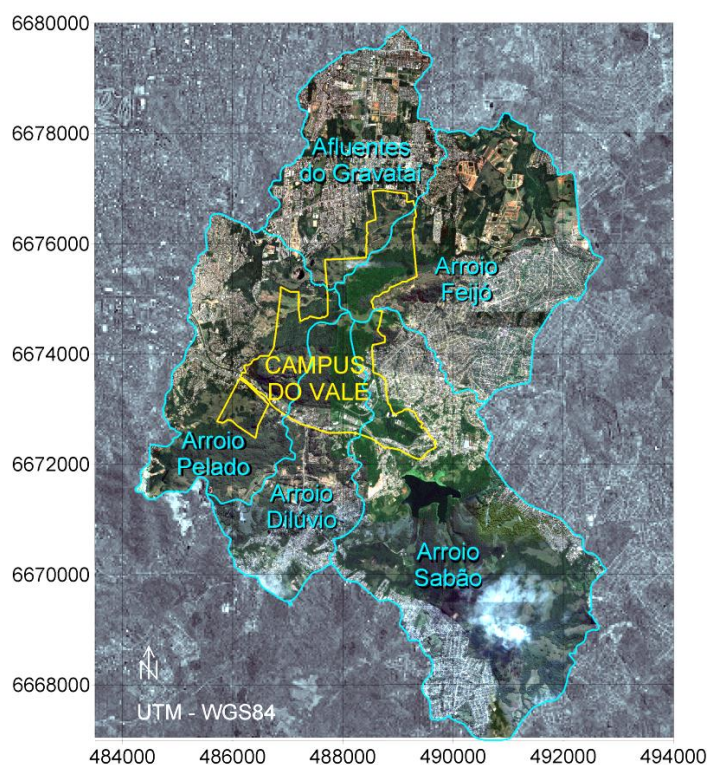 6680000
6678000
6676000
6674000
6672000
6670000
6668000
Afluentes
do Gravataí
Arroio
Feijó
CAMPUS
DO VALE
Arroio
Pelado
Arroio
Dilúvio
Arroio
Sabão
N
UTM - WGS84
484000 486000 488000 490000 492000 494000